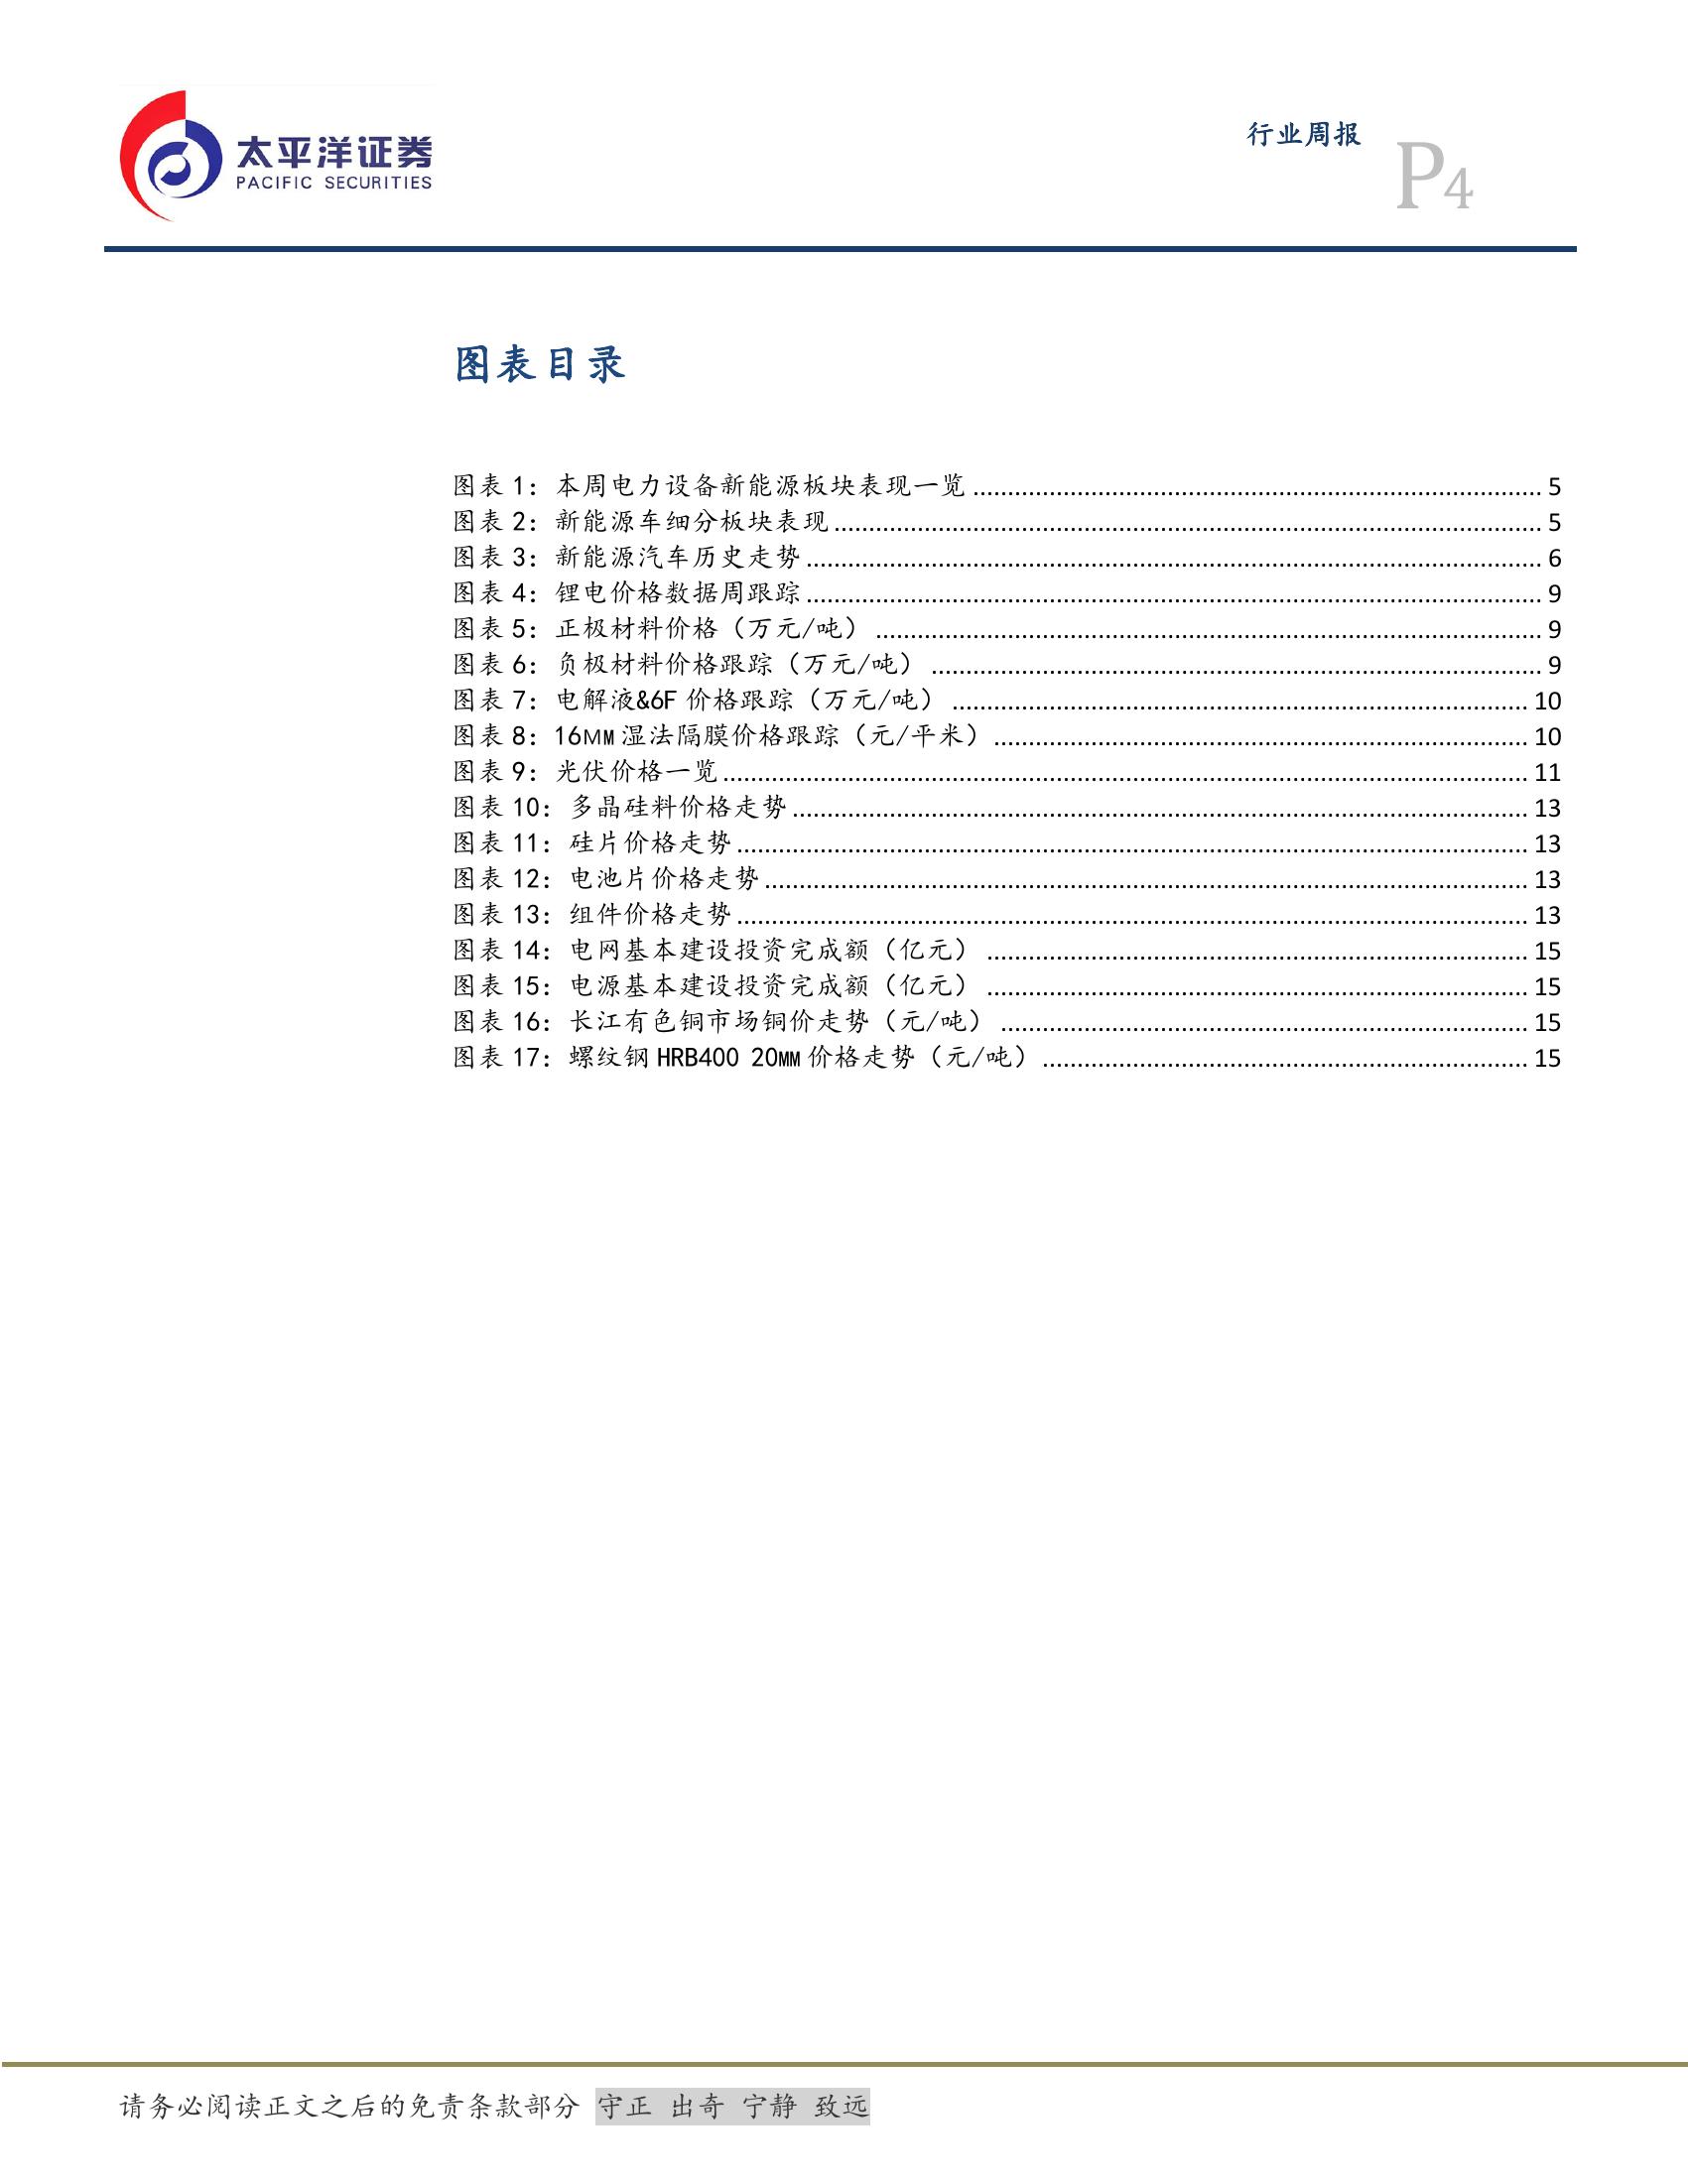 太平洋证券
PACIFIC SECURITIES
行业周报
P4
图表目录
图表 1：本周电力设备新能源板块表现一览 5
图表 2：新能源车细分板块表现 5
图表 3：新能源汽车历史走势 6
图表 4：锂电价格数据周跟踪 9
图表 5：正极材料价格（万元/吨） 9
图表 6：负极材料价格跟踪（万元/吨） 9
图表 7：电解液&6F 价格跟踪（万元/吨） 10
图表 8：16ΜM 湿法隔膜价格跟踪（元/平米） 10
图表 9：光伏价格一览 11
图表 10：多晶硅料价格走势 13
图表 11：硅片价格走势 13
图表 12：电池片价格走势 13
图表 13：组件价格走势 13
图表 14：电网基本建设投资完成额（亿元） 15
图表 15：电源基本建设投资完成额（亿元） 15
图表 16：长江有色铜市场铜价走势（元/吨） 15
图表 17：螺纹钢 HRB400 20MM 价格走势（元/吨） 15
请务必阅读正文之后的免责条款部分 守正 出奇 宁静 致远